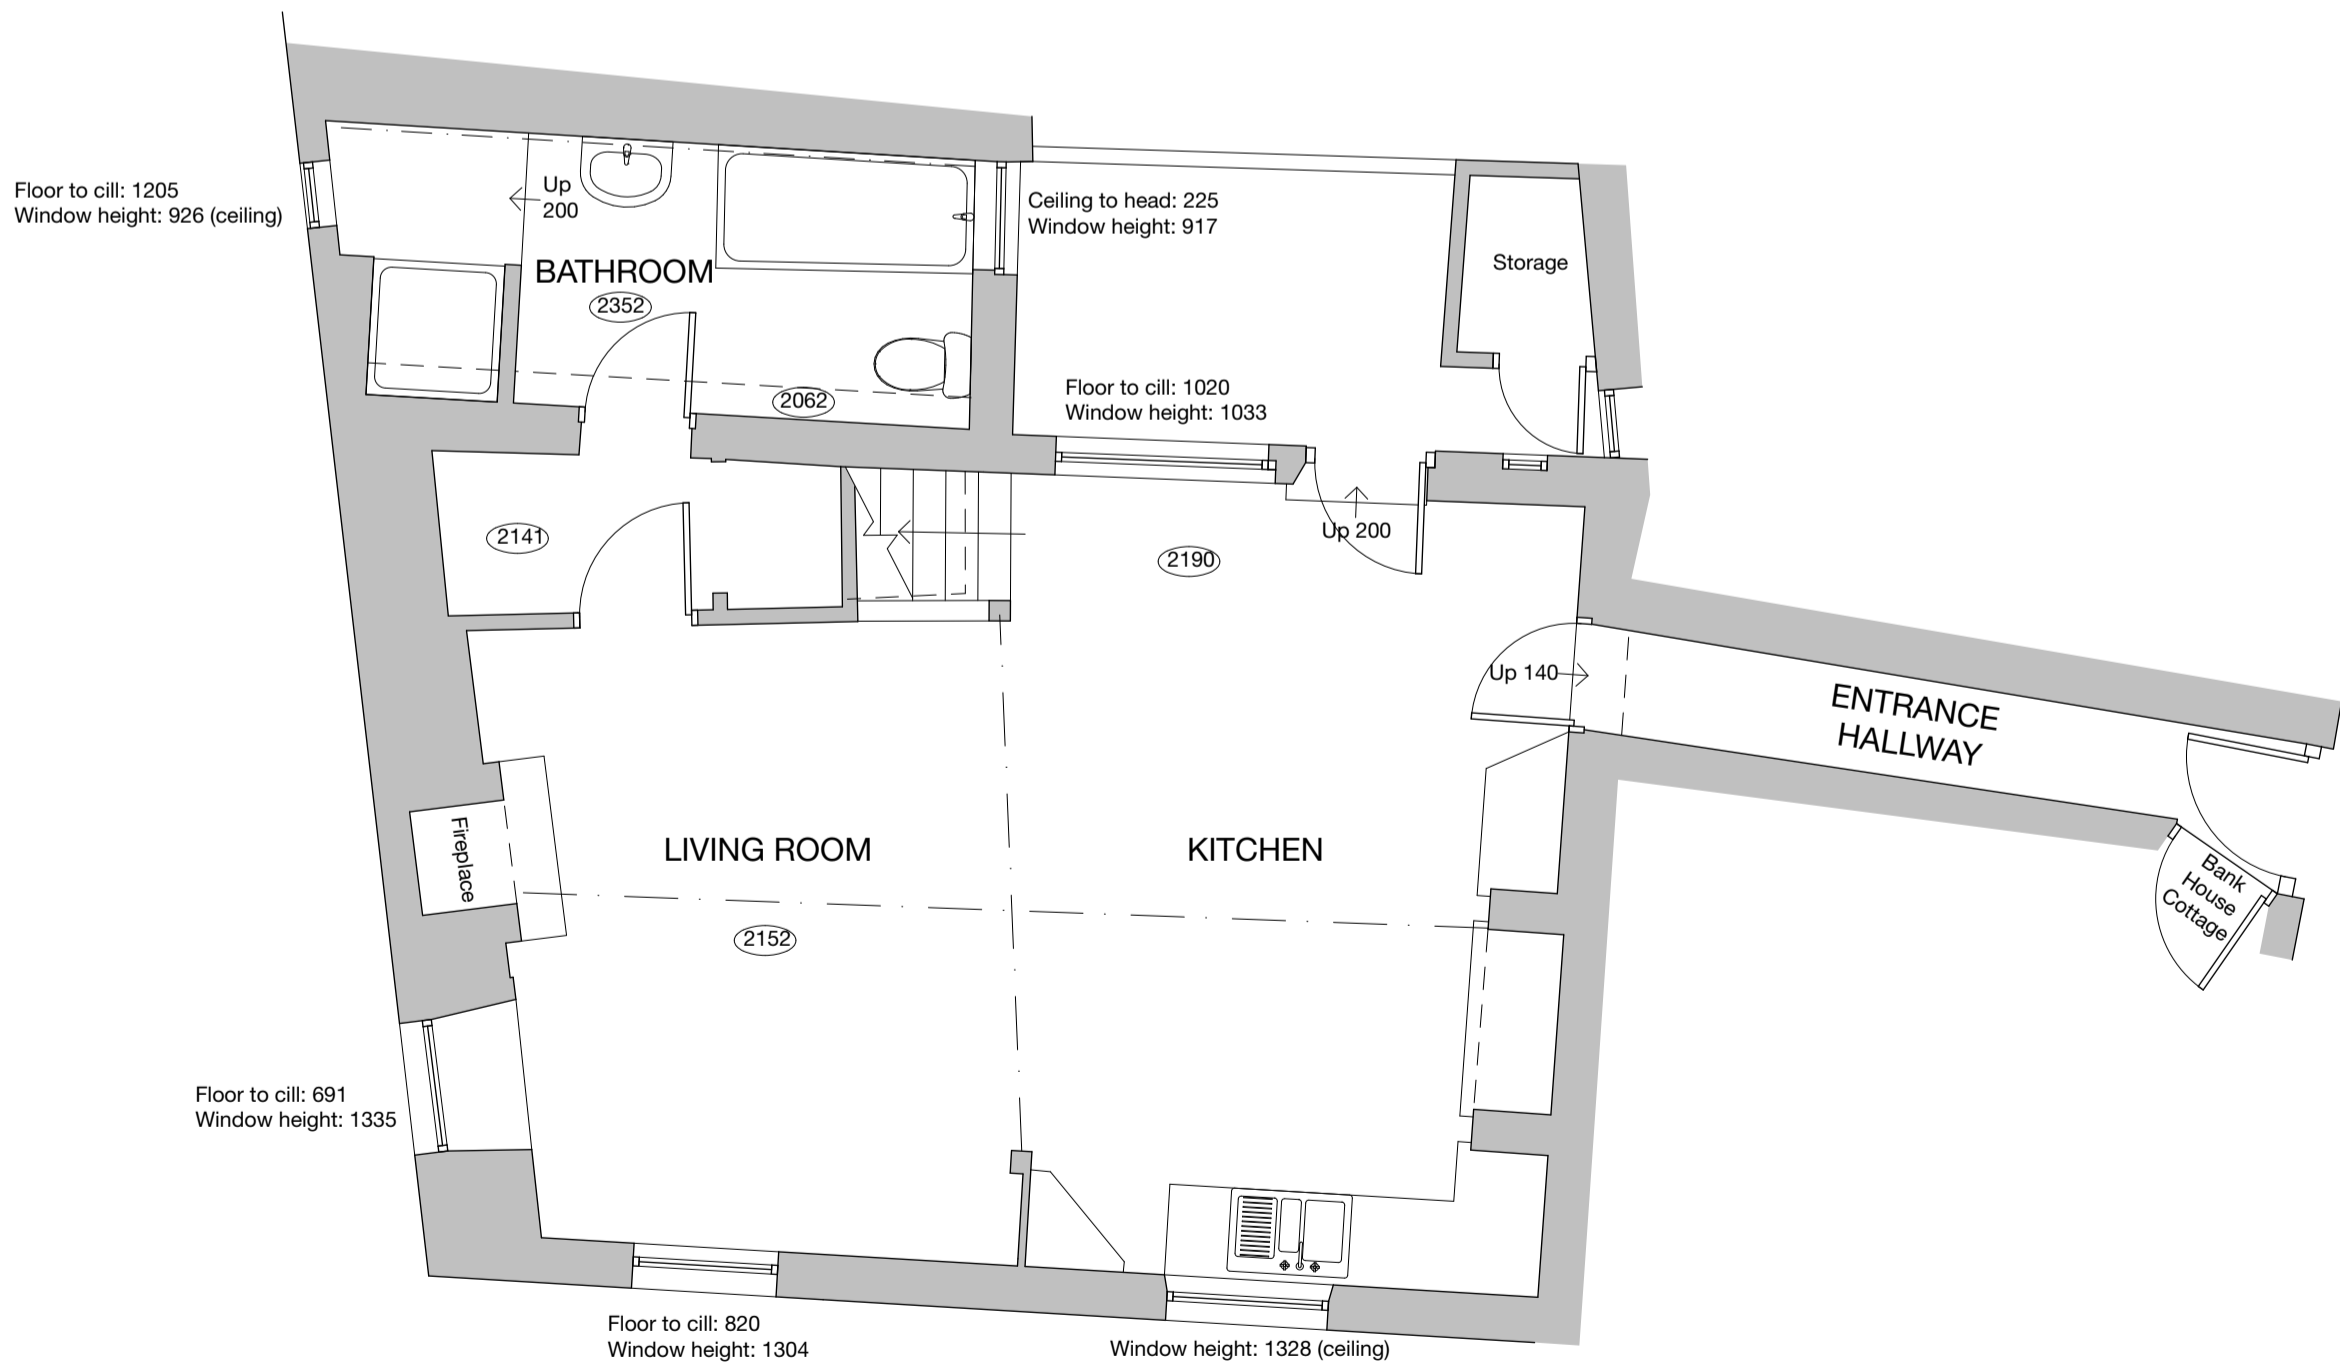 Floor to cill: 1205
Window height: 926 (ceiling)
Up
200
BATHROOM
2352
2062
Ceiling to head: 225
Window height: 917
Storage
Floor to cill: 1020
Window height: 1033
2141
2190
Up 200
Up 140
ENTRANCE
HALLWAY
Fireplace
LIVING ROOM
KITCHEN
2152
Bank
House
Cottage
Floor to cill: 691
Window height: 1335
Floor to cill: 820
Window height: 1304
Window height: 1328 (ceiling)